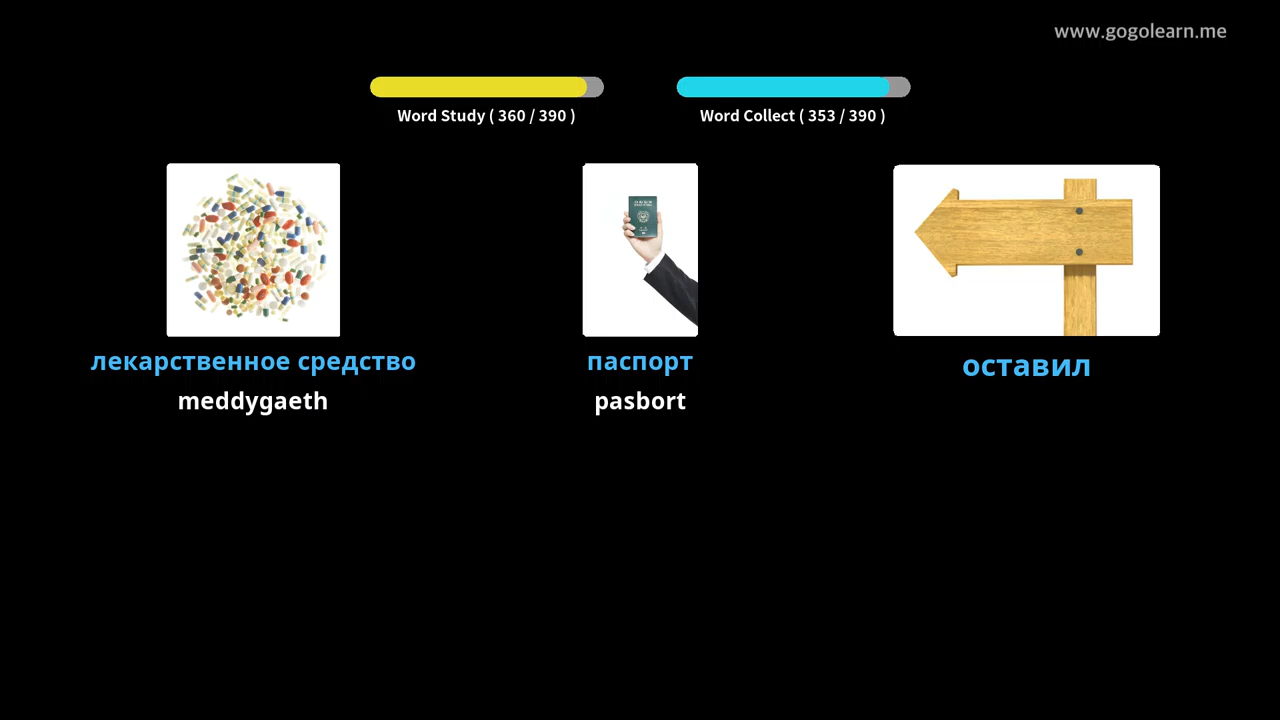 www.gogolearn.me
Word Study ( 360 / 390 )
Word Collect ( 353 / 390 )
лекарственное средство
meddygaeth
паспорт
pasbort
оставил